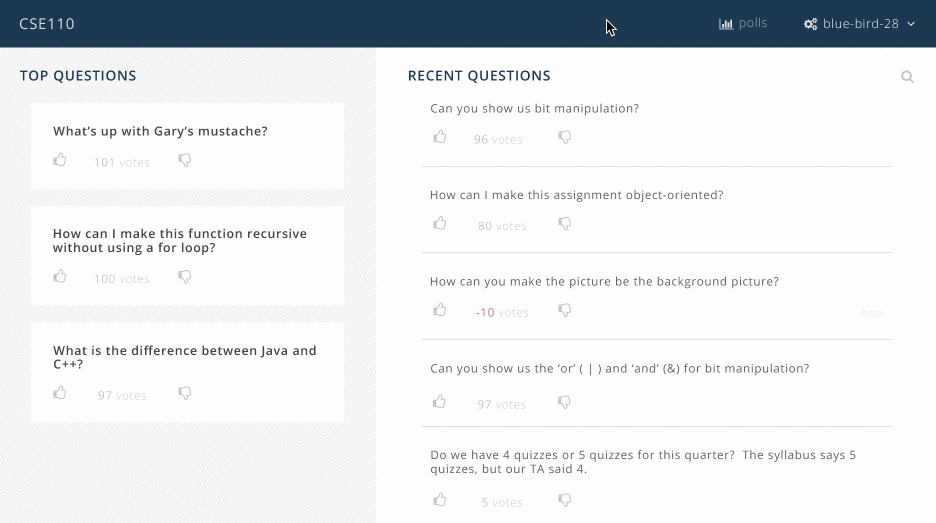 CSE110
polls
blue-bird-28
TOP QUESTIONS
What's up with Gary's mustache?
101 votes
How can I make this function recursive
without using a for loop?
100 votes
What is the difference between Java and
C++?
97 votes
RECENT QUESTIONS
Can you show us bit manipulation?
96 votes
How can I make this assignment object-oriented?
80 votes
How can you make the picture be the background picture?
-10 votes
Can you show us the ‘or’ ( | ) and ‘and’ (&) for bit manipulation?
97 votes
Do we have 4 quizzes or 5 quizzes for this quarter?  The syllabus says 5
quizzes, but our TA said 4.
5 votes